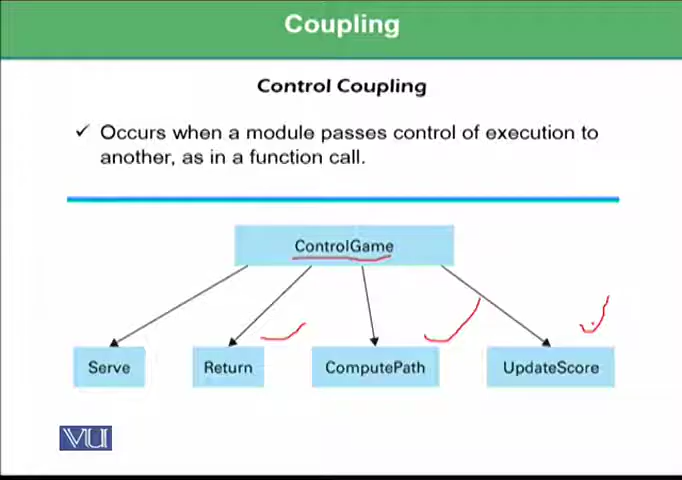 Coupling
Control Coupling
✓ Occurs when a module passes control of execution to
another, as in a function call.
ControlGame
Serve Return ComputePath UpdateScore
VU